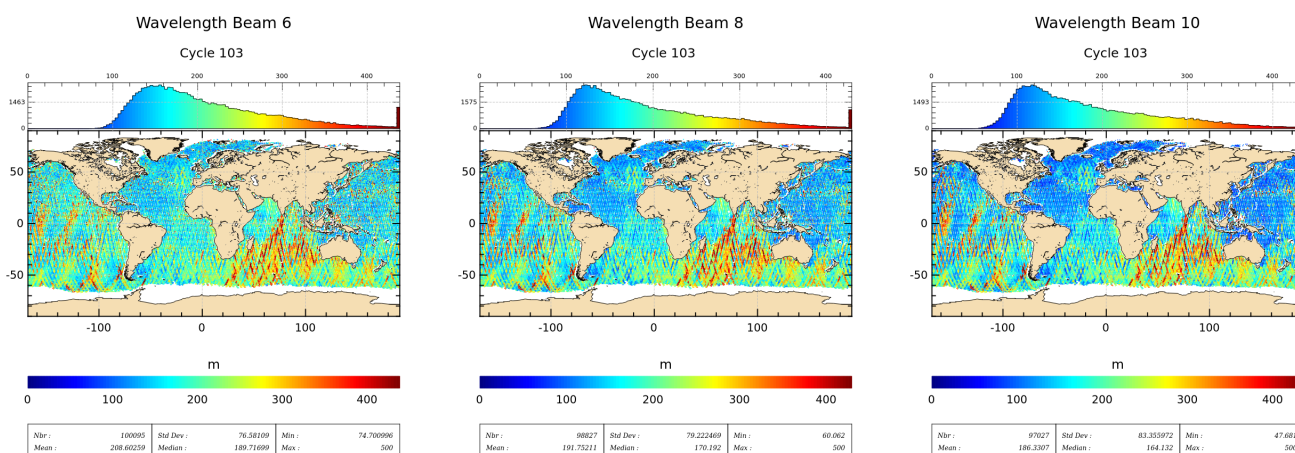 Wavelength Beam 6
Cycle 103
0 100 200 300 400
1463
0
50
0
-50
-100 0 100
m
0 100 200 300 400
Nbr : 100095 Std Dev : 76.58109 Min : 74.700996
Mean : 208.60259 Median : 189.71699 Max : 500
Wavelength Beam 8
Cycle 103
0 100 200 300 400
1575
0
50
0
-50
-100 0 100
m
0 100 200 300 400
Nbr : 98827 Std Dev : 79.222469 Min : 60.062
Mean : 191.75211 Median : 170.192 Max : 500
Wavelength Beam 10
Cycle 103
0 100 200 300 400
1493
0
50
0
-50
-100 0 100
m
0 100 200 300 400
Nbr : 97027 Std Dev : 83.355972 Min : 47.681
Mean : 186.3307 Median : 164.132 Max : 500